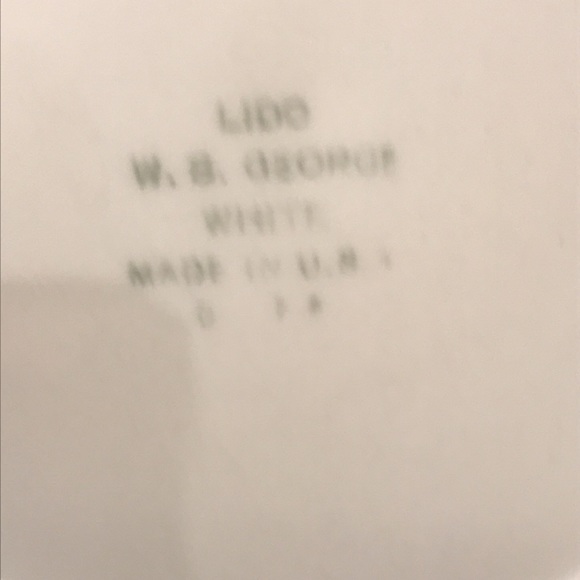 LIDO
W. S. GEORGE
WHITE
MADE IN U.S.A